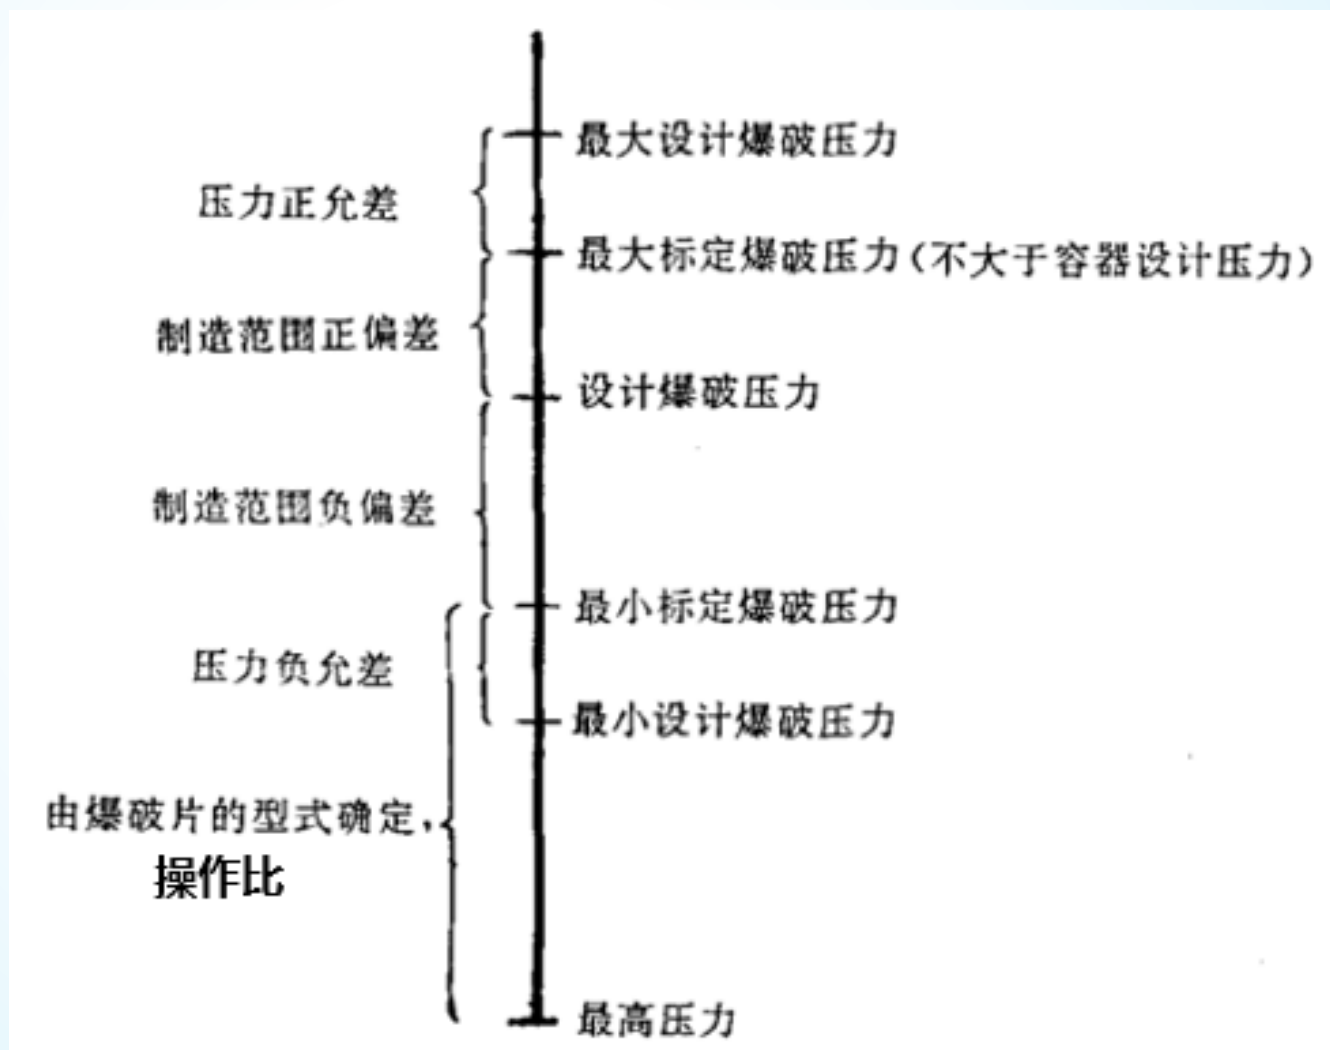 最大设计爆破压力
压力正允差
最大标定爆破压力(不大于容器设计压力)
制造范围正偏差
设计爆破压力
制造范围负偏差
最小标定爆破压力
压力负允差
最小设计爆破压力
由爆破片的型式确定,
操作比
最高压力